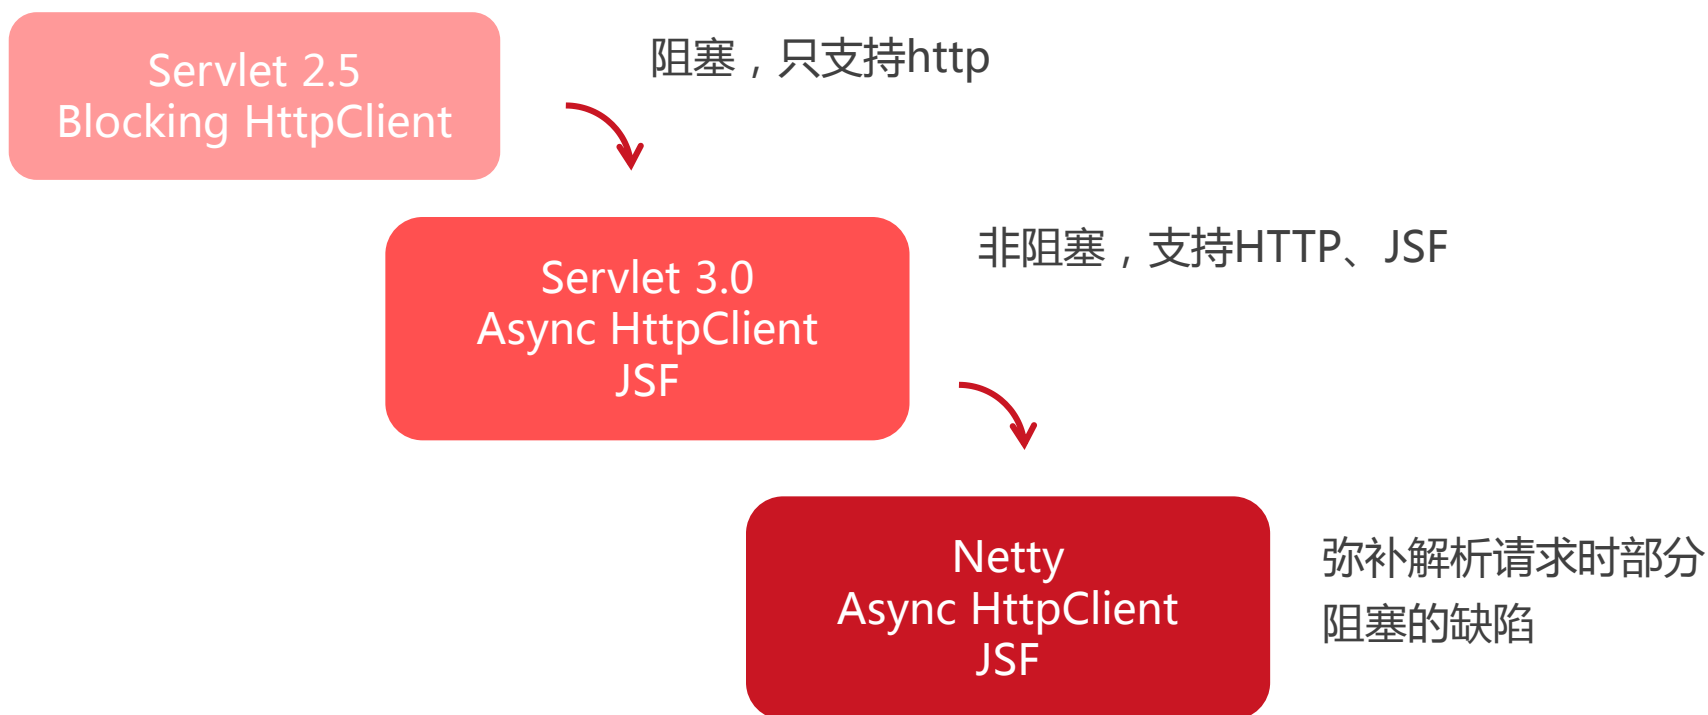 Servlet 2.5
Blocking HttpClient
阻塞，只支持http
Servlet 3.0
Async HttpClient
JSF
非阻塞，支持HTTP、JSF
Netty
Async HttpClient
JSF
弥补解析请求时部分
阻塞的缺陷